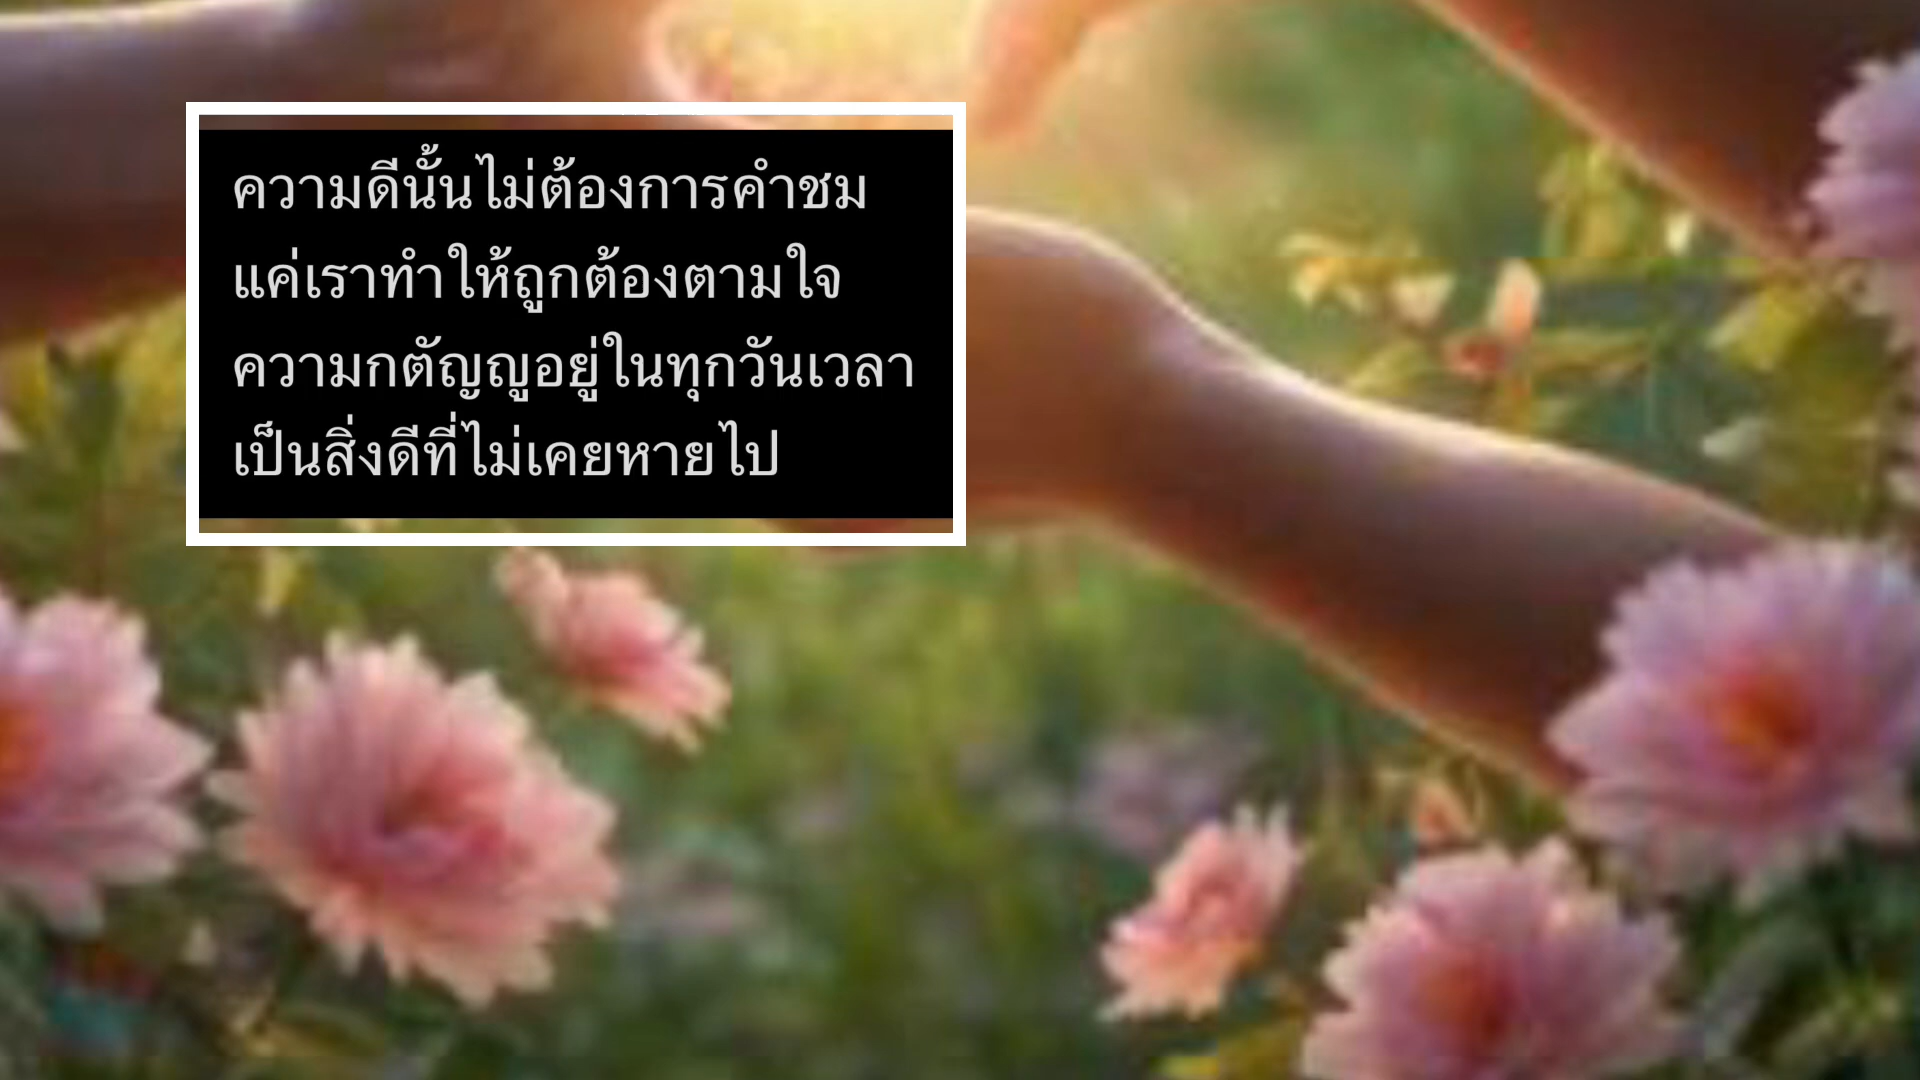 ความดีนั้นไม่ต้องการคำชม
แค่เราทำให้ถูกต้องตามใจ
ความกตัญญูอยู่ในทุกวันเวลา
เป็นสิ่งดีที่ไม่เคยหายไป